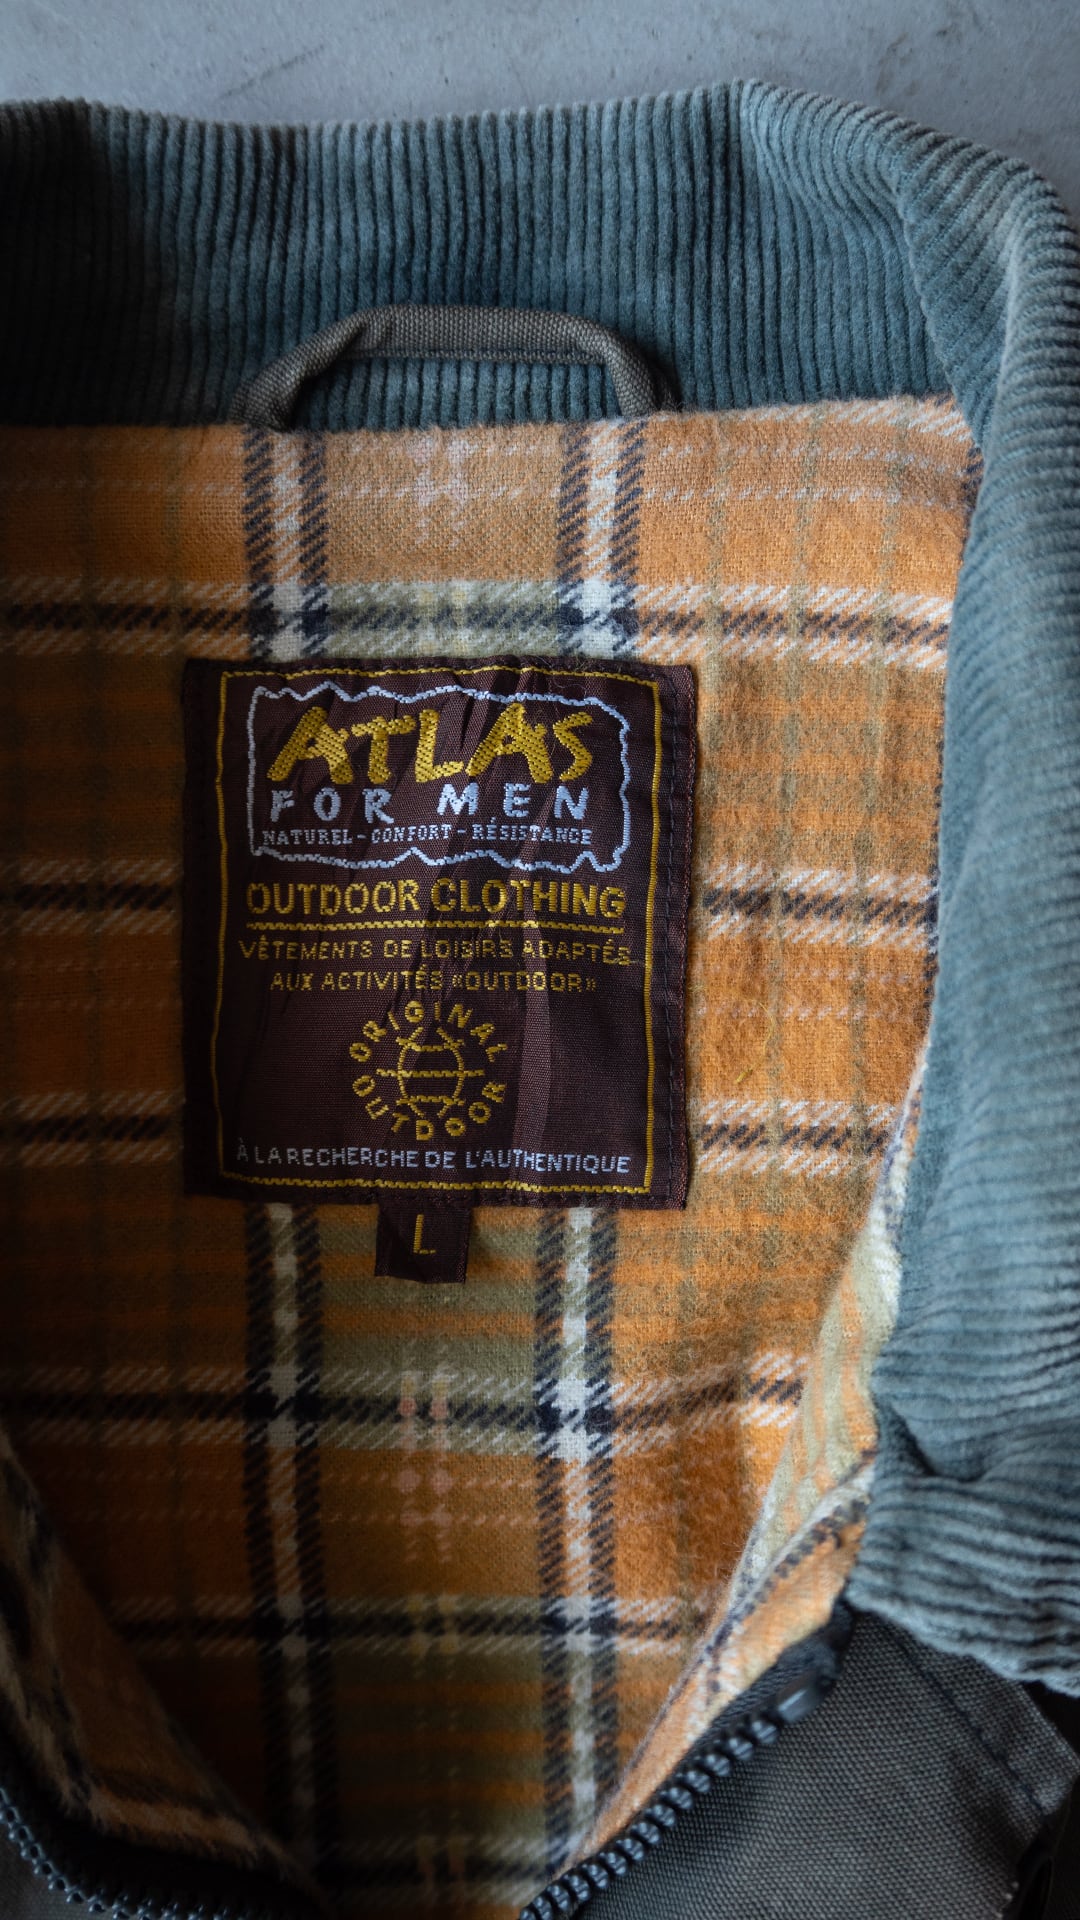 ATLAS
FOR MEN
NATUREL - CONFORT - RÉSISTANCE
OUTDOOR CLOTHING
VÊTEMENTS DE LOISIRS ADAPTÉS
AUX ACTIVITÉS «OUTDOOR»
ORIGINAL
OUTDOOR
À LA RECHERCHE DE L'AUTHENTIQUE
L